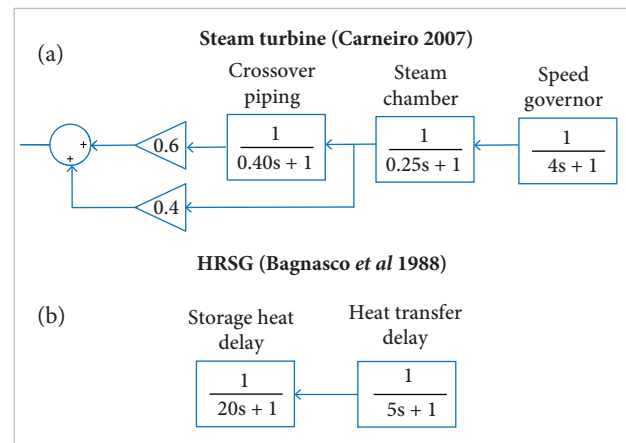 Steam turbine (Carneiro 2007)
(a)
Crossover
piping
Steam
chamber
Speed
governor
+
+
0.6
1
0.40s + 1
1
0.25s + 1
1
4s + 1
0.4
HRSG (Bagnasco et al 1988)
(b)
Storage heat
delay
Heat transfer
delay
1
20s + 1
1
5s + 1